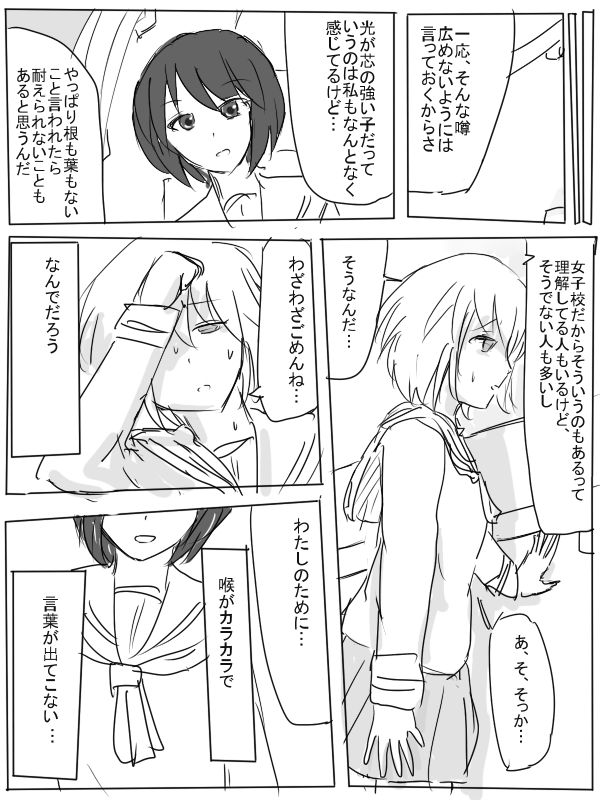 一応、そんな噂
広めないようには
言っておくからさ
光が芯の強い子だって
いうのは私もなんとなく
感じてるけど…
やっぱり根も葉もない
こと言われたら
耐えられないことも
あると思うんだ
女子校だからそういうのもあるって
理解してる人もいるけど、
そうでない人も多いし
そうなんだ…
あ、そ、そっか…
わざわざごめんね…
なんでだろう
わたしのために…
喉がカラカラで
言葉が出てこない…